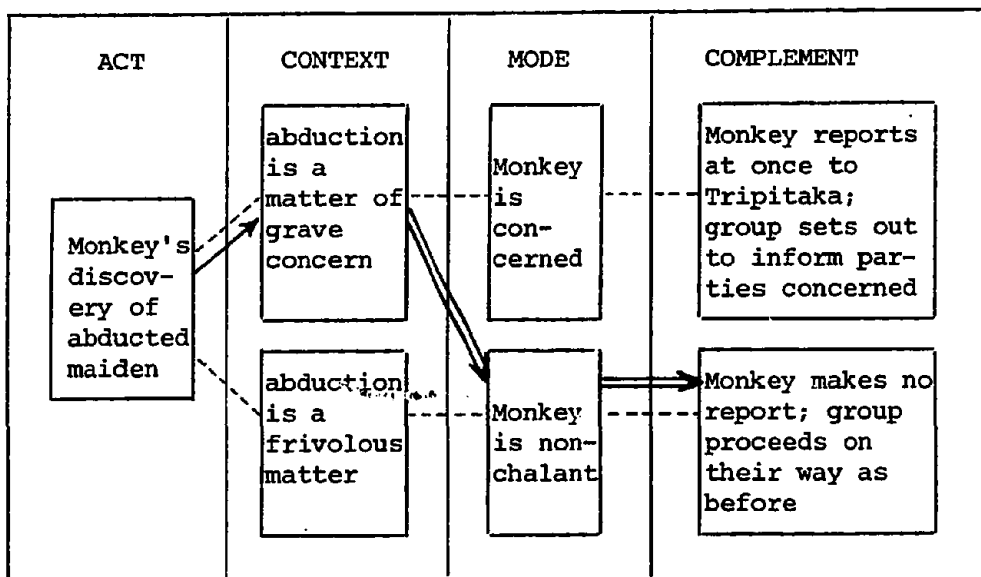 ACT
CONTEXT
MODE
COMPLEMENT
Monkey's
discov-
ery of
abducted
maiden
abduction
is a
matter of
grave
concern
Monkey
is
con-
cerned
Monkey reports
at once to
Tripitaka;
group sets out
to inform par-
ties concerned
abduction
is a
frivolous
matter
Monkey
is non-
chalant
Monkey makes no
report; group
proceeds on
their way as
before